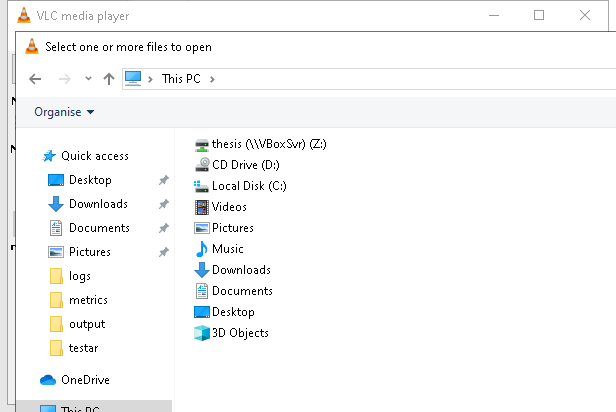 VLC media player
Select one or more files to open
This PC
Organise
Quick access
Desktop
Downloads
Documents
Pictures
logs
metrics
output
testar
OneDrive
This PC
thesis (\\VBoxSvr) (Z:)
CD Drive (D:)
Local Disk (C:)
Videos
Pictures
Music
Downloads
Documents
Desktop
3D Objects